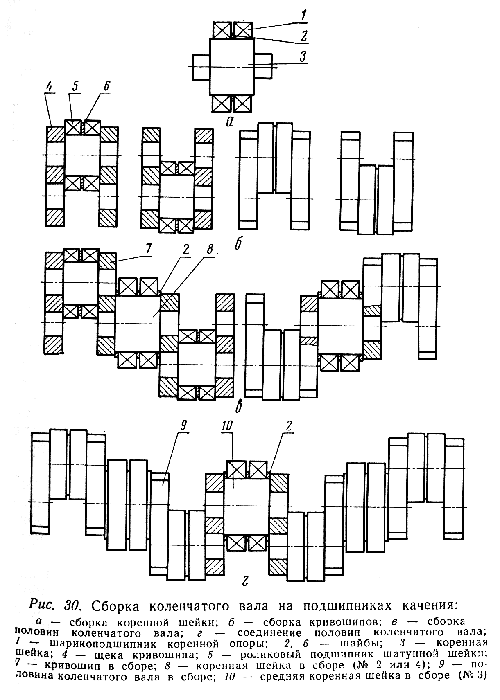 1
2
3
а
4 5 6
б
7 2 8
в
9 10 2
г
Рис. 30. Сборка коленчатого вала на подшипниках качения:
а — сборка коренной шейки; б — сборка кривошипов; в — сборка
половин коленчатого вала; г — соединение половин коленчатого вала;
1 — шарикоподшипник коренной опоры; 2, 6 — шайбы; 3 — коренная
шейка; 4 — щека кривошипа; 5 — роликовый подшипник шатунной шейки;
7 — кривошип в сборе; 8 — коренная шейка в сборе (№ 2 или 4); 9 — по-
ловина коленчатого вала в сборе; 10 — средняя коренная шейка в сборе (№ 3)